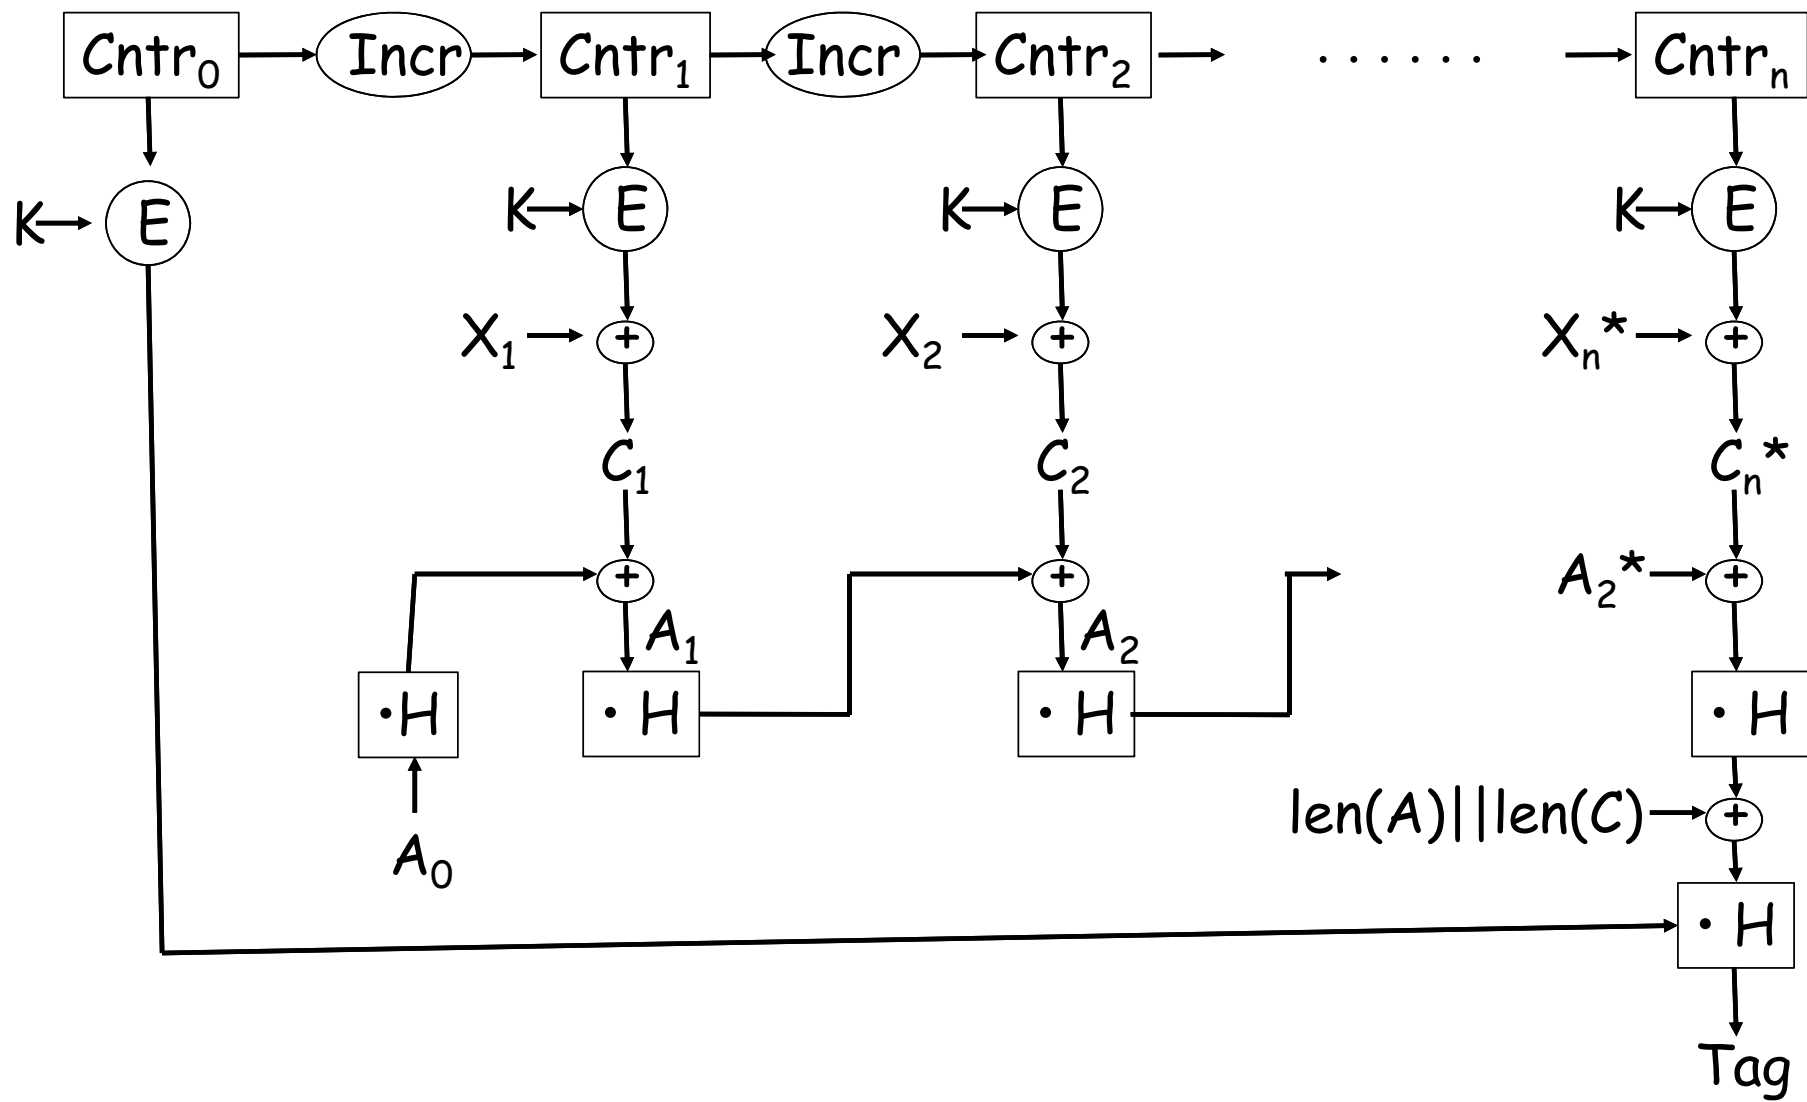 Cntr₀ Incr Cntr₁ Incr Cntr₂ . . . . . . Cntrₙ
K E K E K E K E
X₁ + X₂ + Xₙ* +
C₁ C₂ Cₙ*
+ + A₂* +
A₁ A₂
·H · H · H · H
len(A)||len(C) +
A₀
· H
Tag